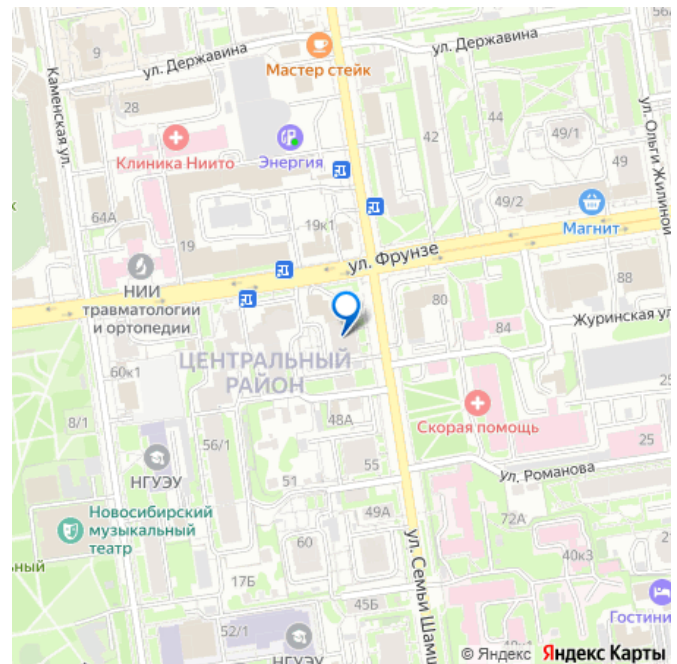 56А
ул. Державина
9
Каменская ул.
ул. Державина
Мастер стейк
28
44
42
49/1
49
ул. Ольги Жилиной
Клиника Ниито
Энергия
64А
19к1
49/2
Магнит
19
ул. Фрунзе
НИИ
травматологии
и ортопедии
88
80
Журинская ул
84
ЦЕНТРАЛЬНЫЙ
РАЙОН
60к1
25
8/1
48А
Скорая помощь
56/1
25
НГУЭУ
51
55
ул. Романова
Новосибирский
музыкальный
театр
49А
72А
60
ул. Семьи Шамш
40к3
ьный
17Б
45Б
Гостини
52/1
НГУЭУ
© Яндекс Яндекс Карты